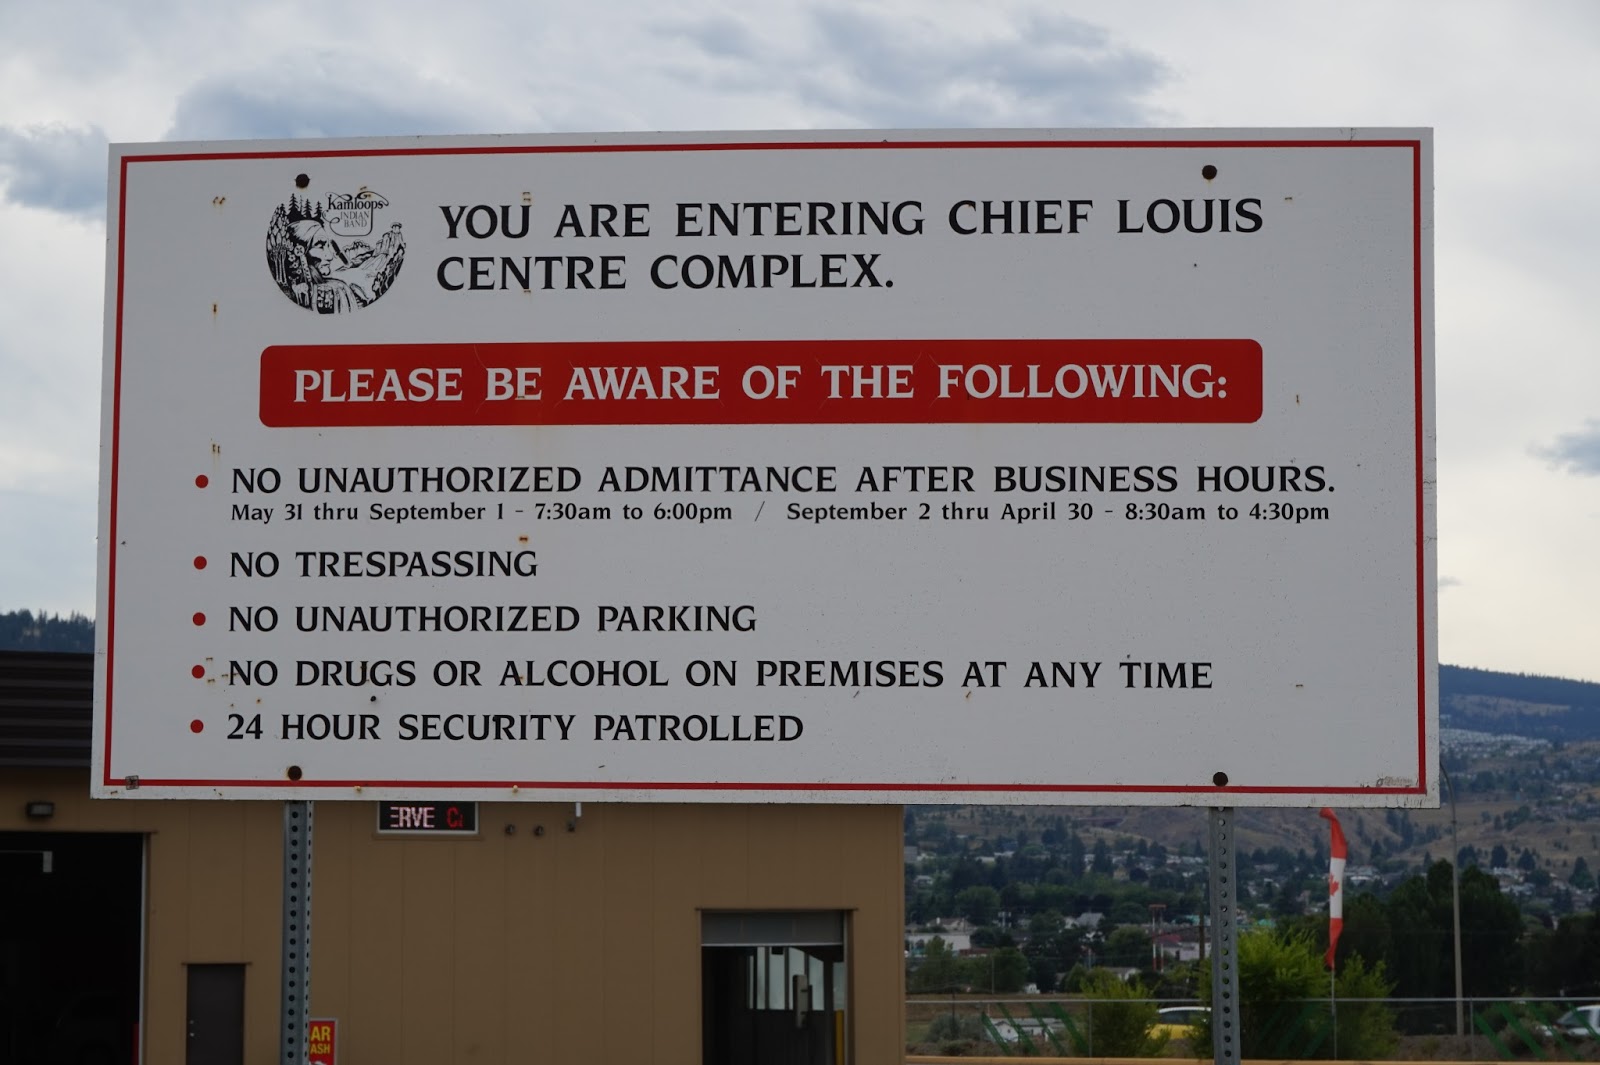 Kamloops
INDIAN
BAND
YOU ARE ENTERING CHIEF LOUIS
CENTRE COMPLEX.
PLEASE BE AWARE OF THE FOLLOWING:
• NO UNAUTHORIZED ADMITTANCE AFTER BUSINESS HOURS.
May 31 thru September 1 - 7:30am to 6:00pm / September 2 thru April 30 - 8:30am to 4:30pm
• NO TRESPASSING
• NO UNAUTHORIZED PARKING
• NO DRUGS OR ALCOHOL ON PREMISES AT ANY TIME
• 24 HOUR SECURITY PATROLLED
ERVE
AR
ASH